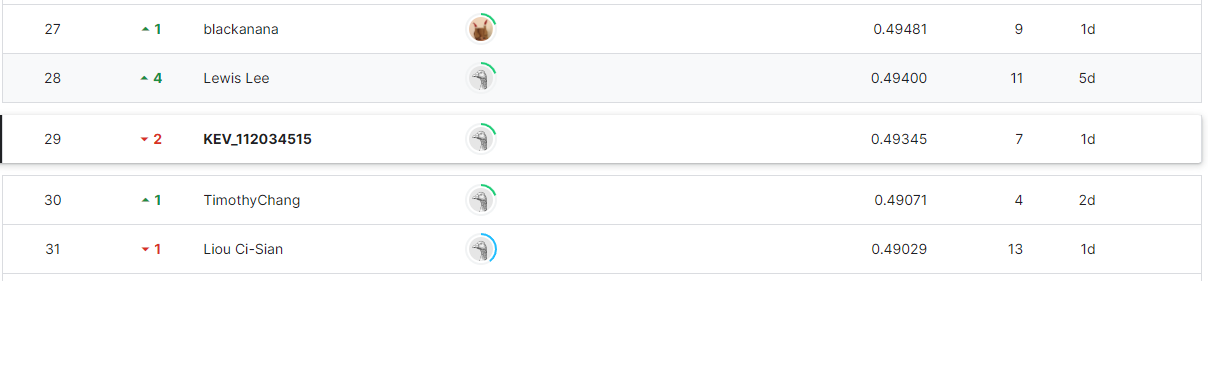 27 1 blackanana 0.49481 9 1d
28 4 Lewis Lee 0.49400 11 5d
29 2 KEV_112034515 0.49345 7 1d
30 1 TimothyChang 0.49071 4 2d
31 1 Liou Ci-Sian 0.49029 13 1d